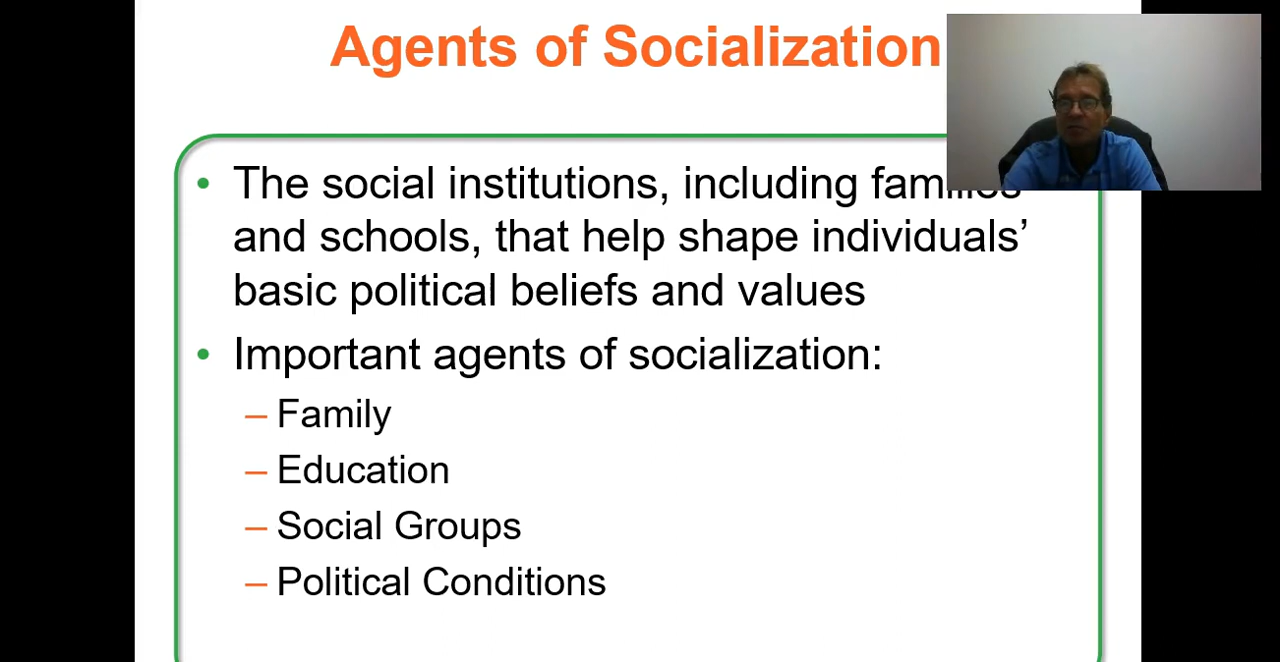 Agents of Socialization
• The social institutions, including families
and schools, that help shape individuals’
basic political beliefs and values
• Important agents of socialization:
– Family
– Education
– Social Groups
– Political Conditions